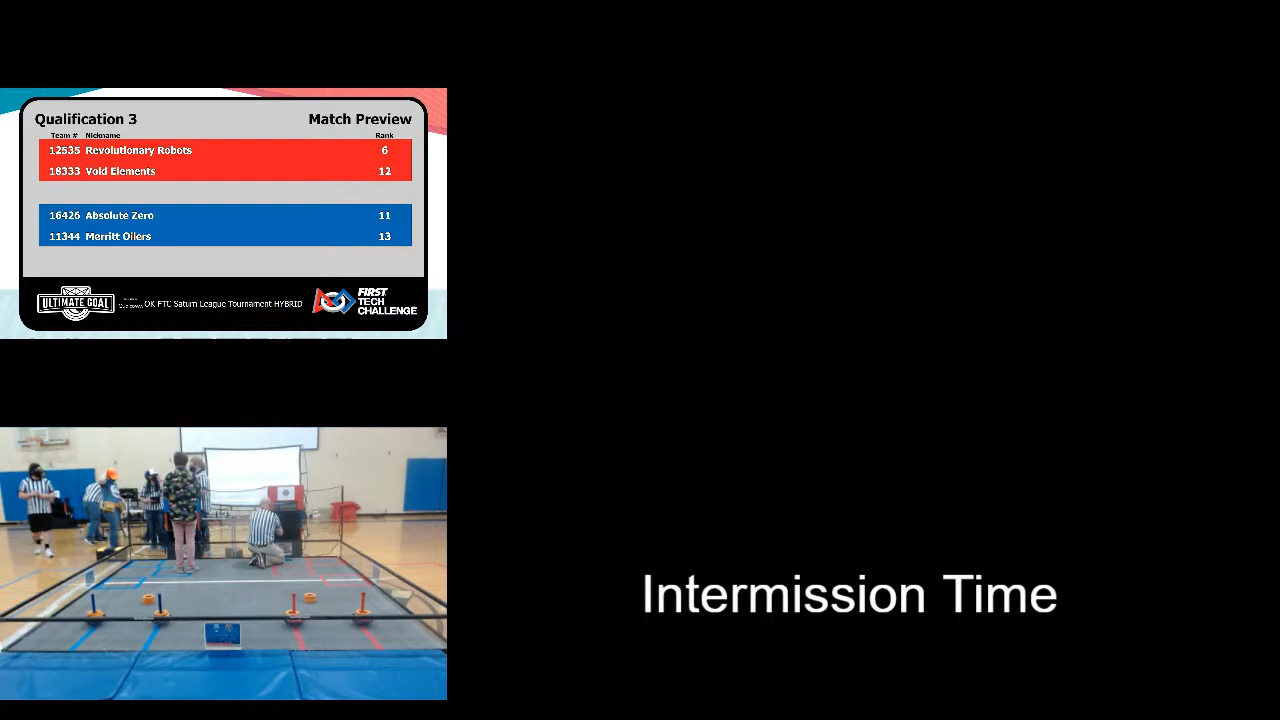 Qualification 3 Match Preview
Team # Nickname Rank
12535 Revolutionary Robots 6
18333 Void Elements 12
16426 Absolute Zero 11
11344 Merritt Oilers 13
ULTIMATE GOAL
OK FTC Saturn League Tournament HYBRID
FIRST
TECH
CHALLENGE
Intermission Time